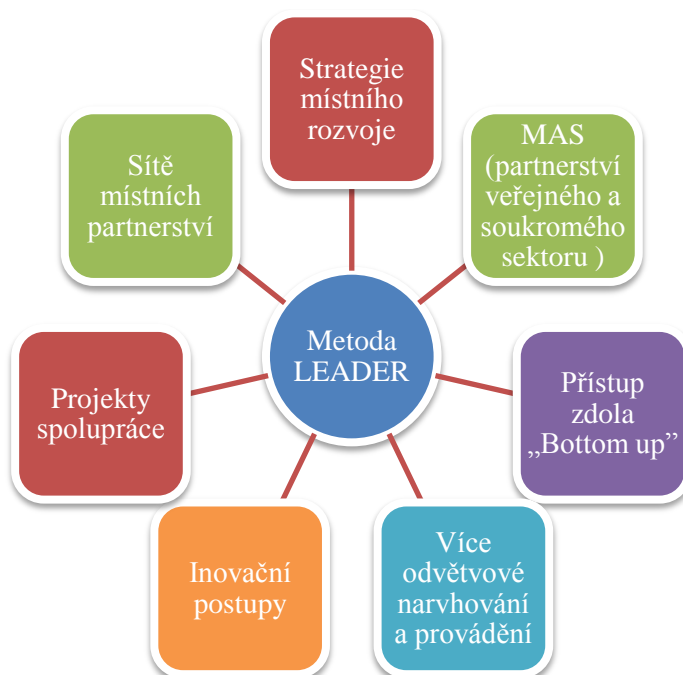 Strategie
místního
rozvoje
MAS
(partnerství
veřejného a
soukromého
sektoru )
Přístup
zdola
„Bottom up”
Více
odvětvové
narvhování
a provádění
Inovační
postupy
Projekty
spolupráce
Sítě
místních
partnerství
Metoda
LEADER